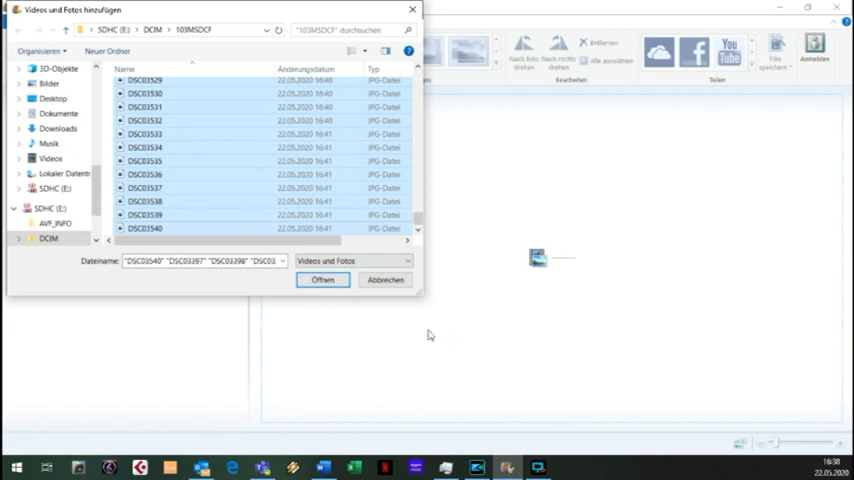 Videos und Fotos hinzufügen
SDHC (E:) > DCIM > 103MSDCF
"103MSDCF" durchsuchen
Organisieren
Neuer Ordner
Name Änderungsdatum Typ
3D-Objekte
Bilder
Desktop
Dokumente
Downloads
Musik
Videos
Lokaler Datentr
SDHC (E:)
SDHC (E:)
AVF_INFO
DCIM
DSC03529 22.05.2020 16:40 JPG-Datei
DSC03530 22.05.2020 16:40 JPG-Datei
DSC03531 22.05.2020 16:40 JPG-Datei
DSC03532 22.05.2020 16:40 JPG-Datei
DSC03533 22.05.2020 16:41 JPG-Datei
DSC03534 22.05.2020 16:41 JPG-Datei
DSC03535 22.05.2020 16:41 JPG-Datei
DSC03536 22.05.2020 16:41 JPG-Datei
DSC03537 22.05.2020 16:41 JPG-Datei
DSC03538 22.05.2020 16:41 JPG-Datei
DSC03539 22.05.2020 16:41 JPG-Datei
DSC03540 22.05.2020 16:41 JPG-Datei
Dateiname: "DSC03540" "DSC03397" "DSC03398" "DSC03
Videos und Fotos
Öffnen
Abbrechen
Nach links drehen
Nach rechts drehen
Entfernen
Alle auswählen
Bearbeiten
You Tube
Teilen
Film speichern
Anmelden
16:38
22.05.2020